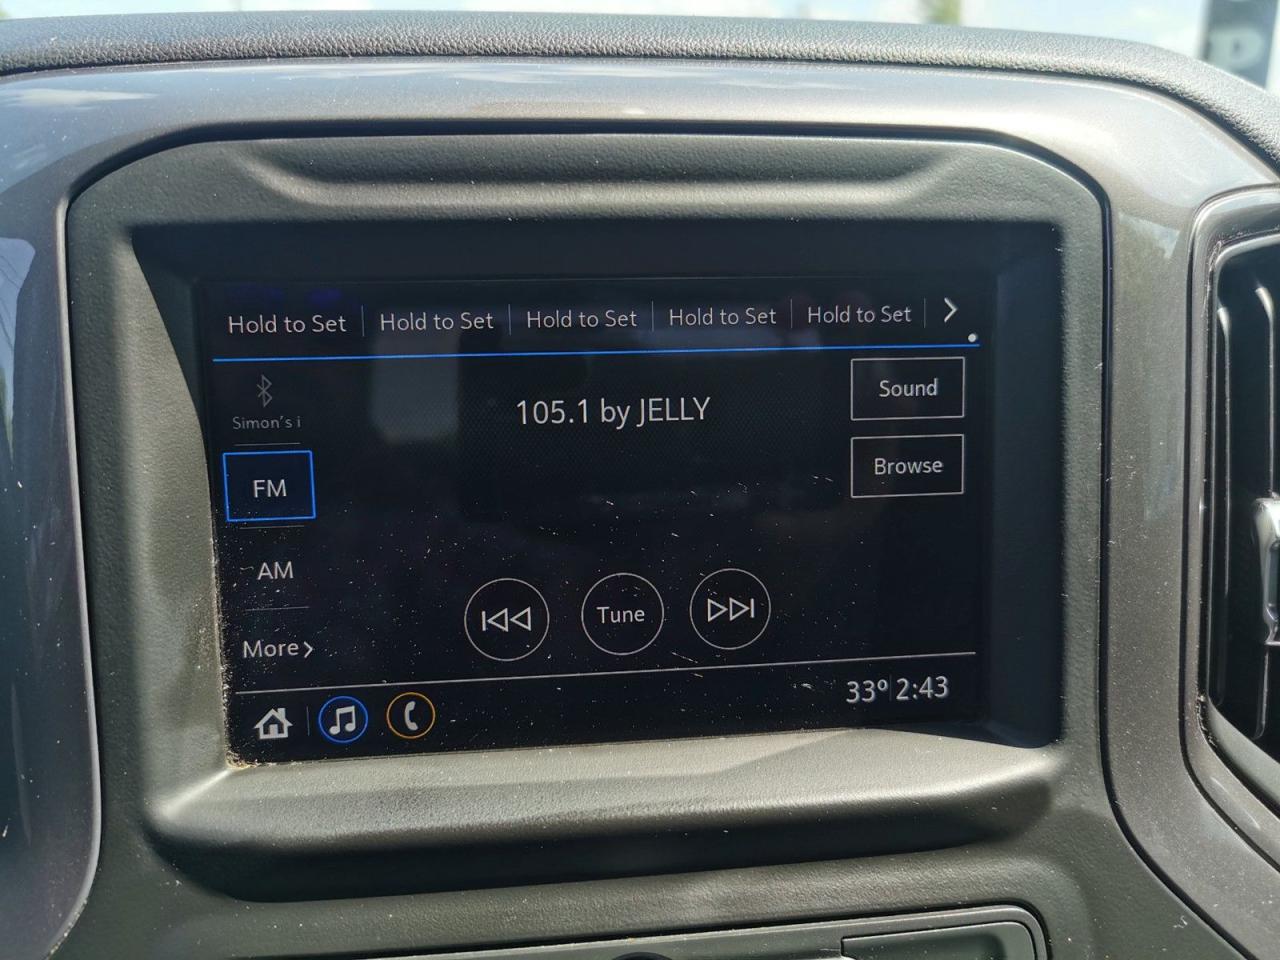 Hold to Set Hold to Set Hold to Set Hold to Set Hold to Set
Simon's i
105.1 by JELLY
Sound
Browse
FM
AM
Tune
More
33º 2:43